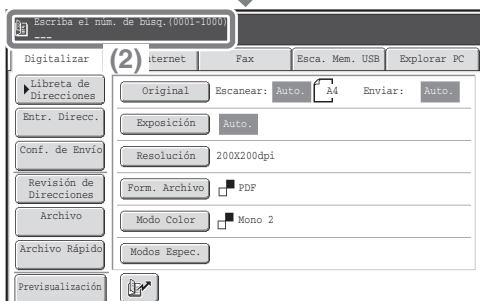 Escriba el núm. de búsq.(0001-1000)
---
Digitalizar
(2)
ternet
Fax
Esca. Mem. USB
Explorar PC
Libreta de
Direcciones
Original
Escanear:
Auto.
A4
Enviar:
Auto.
Entr. Direcc.
Exposición
Auto.
Conf. de Envío
Resolución
200X200dpi
Revisión de
Direcciones
Form. Archivo
PDF
Archivo
Modo Color
Mono 2
Archivo Rápido
Modos Espec.
Previsualización